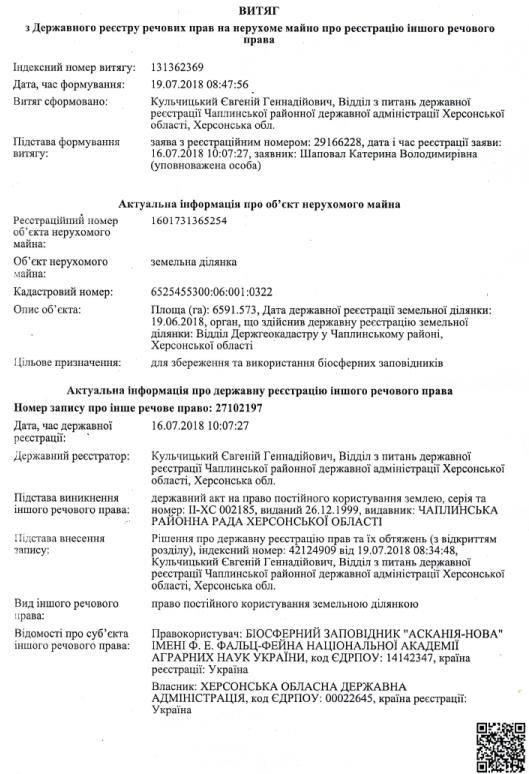 ВИТЯГ
з Державного реєстру речових прав на нерухоме майно про реєстрацію іншого речового
права
Індексний номер витягу: 131362369
Дата, час формування: 19.07.2018 08:47:56
Витяг сформовано: Кульчицький Євгеній Геннадійович, Відділ з питань державної
реєстрації Чаплинської районної державної адміністрації Херсонської
області, Херсонська обл.
Підстава формування заява з реєстраційним номером: 29166228, дата і час реєстрації заяви:
витягу: 16.07.2018 10:07:27, заявник: Шаповал Катерина Володимирівна
(уповноважена особа)
Актуальна інформація про об’єкт нерухомого майна
Реєстраційний номер 1601731365254
об’єкта нерухомого
майна:
Об’єкт нерухомого земельна ділянка
майна:
Кадастровий номер: 6525455300:06:001:0322
Опис об’єкта: Площа (га): 6591.573, Дата державної реєстрації земельної ділянки:
19.06.2018, орган, що здійснив державну реєстрацію земельної
ділянки: Відділ Держгеокадастру у Чаплинському районі,
Херсонської області
Цільове призначення: для збереження та використання біосферних заповідників
Актуальна інформація про державну реєстрацію іншого речового права
Номер запису про інше речове право: 27102197
Дата, час державної 16.07.2018 10:07:27
реєстрації:
Державний реєстратор: Кульчицький Євгеній Геннадійович, Відділ з питань державної
реєстрації Чаплинської районної державної адміністрації Херсонської
області, Херсонська обл.
Підстава виникнення державний акт на право постійного користування землею, серія та
іншого речового права: номер: ІІ-ХС 002185, виданий 26.12.1999, видавник: ЧАПЛИНСЬКА
РАЙОННА РАДА ХЕРСОНСЬКОЇ ОБЛАСТІ
Підстава внесення Рішення про державну реєстрацію прав та їх обтяжень (з відкриттям
запису: розділу), індексний номер: 42124909 від 19.07.2018 08:34:48,
Кульчицький Євгеній Геннадійович, Відділ з питань державної
реєстрації Чаплинської районної державної адміністрації Херсонської
області, Херсонська обл.
Вид іншого речового право постійного користування земельною ділянкою
права:
Відомості про суб’єкта Правокористувач: БІОСФЕРНИЙ ЗАПОВІДНИК "АСКАНІЯ-НОВА"
іншого речового права: ІМЕНІ Ф. Е. ФАЛЬЦ-ФЕЙНА НАЦІОНАЛЬНОЇ АКАДЕМІЇ
АГРАРНИХ НАУК УКРАЇНИ, код ЄДРПОУ: 14142347, країна
реєстрації: Україна
Власник: ХЕРСОНСЬКА ОБЛАСНА ДЕРЖАВНА
АДМІНІСТРАЦІЯ, код ЄДРПОУ: 00022645, країна реєстрації:
Україна